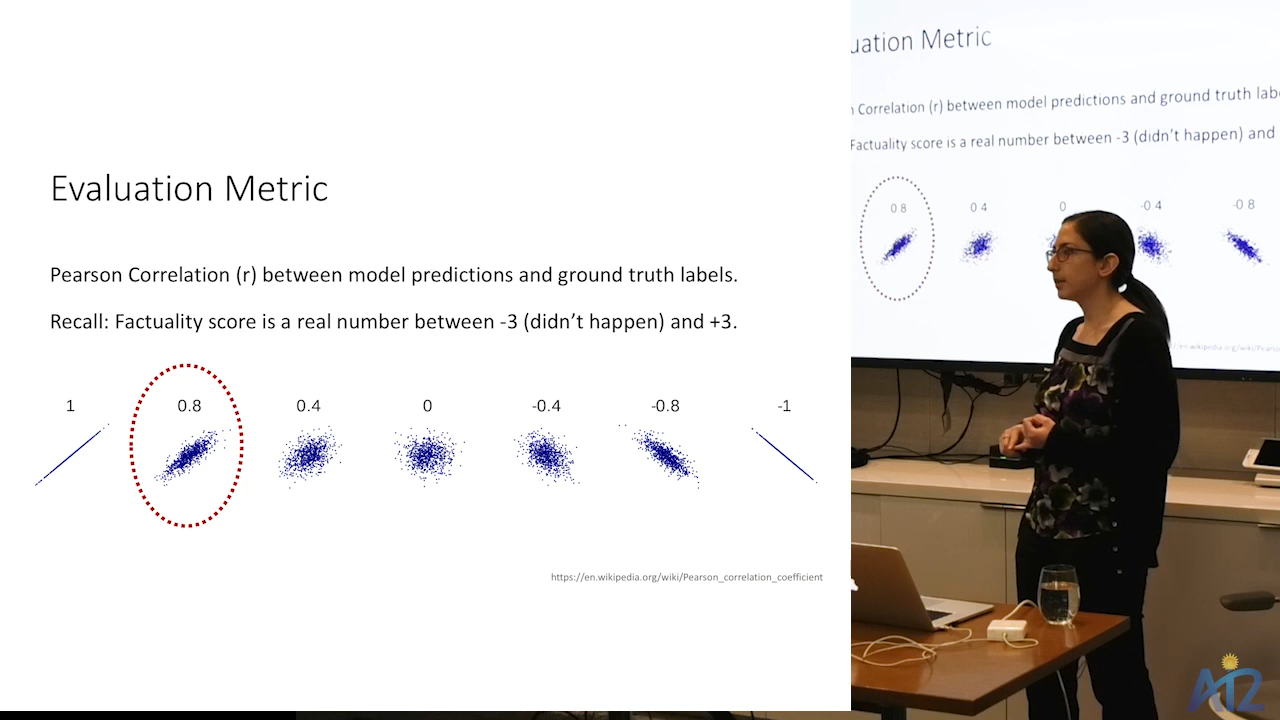 Evaluation Metric
Pearson Correlation (r) between model predictions and ground truth labels.
Recall: Factuality score is a real number between -3 (didn't happen) and +3.
1 0.8 0.4 0 -0.4 -0.8 -1
https://en.wikipedia.org/wiki/Pearson_correlation_coefficient
uation Metric
Correlation (r) between model predictions and ground truth lab
Factuality score is a real number between -3 (didn't happen) and
0 8 0 4 0 -0 4 -0 8
AI2